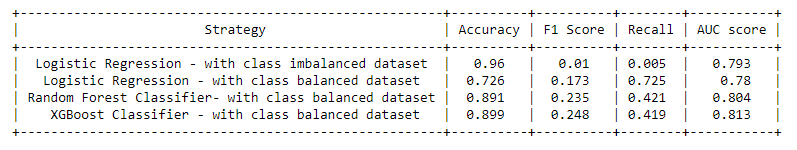 +-------------------------------------------------+----------+----------+--------+-----------+
| Strategy | Accuracy | F1 Score | Recall | AUC score |
+-------------------------------------------------+----------+----------+--------+-----------+
| Logistic Regression - with class imbalanced dataset | 0.96 | 0.01 | 0.005 | 0.793 |
| Logistic Regression - with class balanced dataset | 0.726 | 0.173 | 0.725 | 0.78 |
| Random Forest Classifier- with class balanced dataset | 0.891 | 0.235 | 0.421 | 0.804 |
| XGBoost Classifier - with class balanced dataset | 0.899 | 0.248 | 0.419 | 0.813 |
+-------------------------------------------------+----------+----------+--------+-----------+